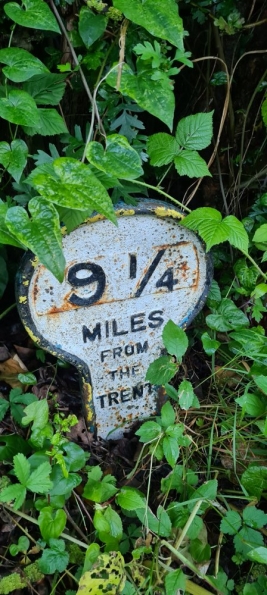 9 1/4
MILES
FROM
THE
TRENT